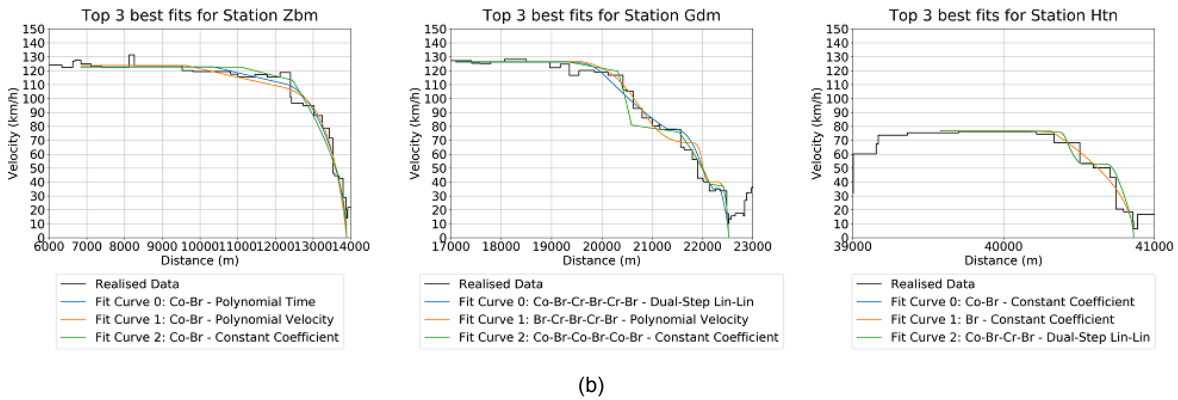 Top 3 best fits for Station Zbm
150
140
130
120
110
100
90
80
70
60
50
40
30
20
10
0
Velocity (km/h)
6000 7000 8000 9000 10000 11000 12000 13000 14000
Distance (m)
Realised Data
Fit Curve 0: Co-Br - Polynomial Time
Fit Curve 1: Co-Br - Polynomial Velocity
Fit Curve 2: Co-Br - Constant Coefficient
Top 3 best fits for Station Gdm
150
140
130
120
110
100
90
80
70
60
50
40
30
20
10
0
Velocity (km/h)
17000 18000 19000 20000 21000 22000 23000
Distance (m)
Realised Data
Fit Curve 0: Co-Br-Cr-Br-Cr-Br - Dual-Step Lin-Lin
Fit Curve 1: Br-Cr-Br-Cr-Br - Polynomial Velocity
Fit Curve 2: Co-Br-Co-Br-Co-Br - Constant Coefficient
Top 3 best fits for Station Htn
150
140
130
120
110
100
90
80
70
60
50
40
30
20
10
0
Velocity (km/h)
39000 40000 41000
Distance (m)
Realised Data
Fit Curve 0: Co-Br - Constant Coefficient
Fit Curve 1: Br - Constant Coefficient
Fit Curve 2: Co-Br-Cr-Br - Dual-Step Lin-Lin
(b)